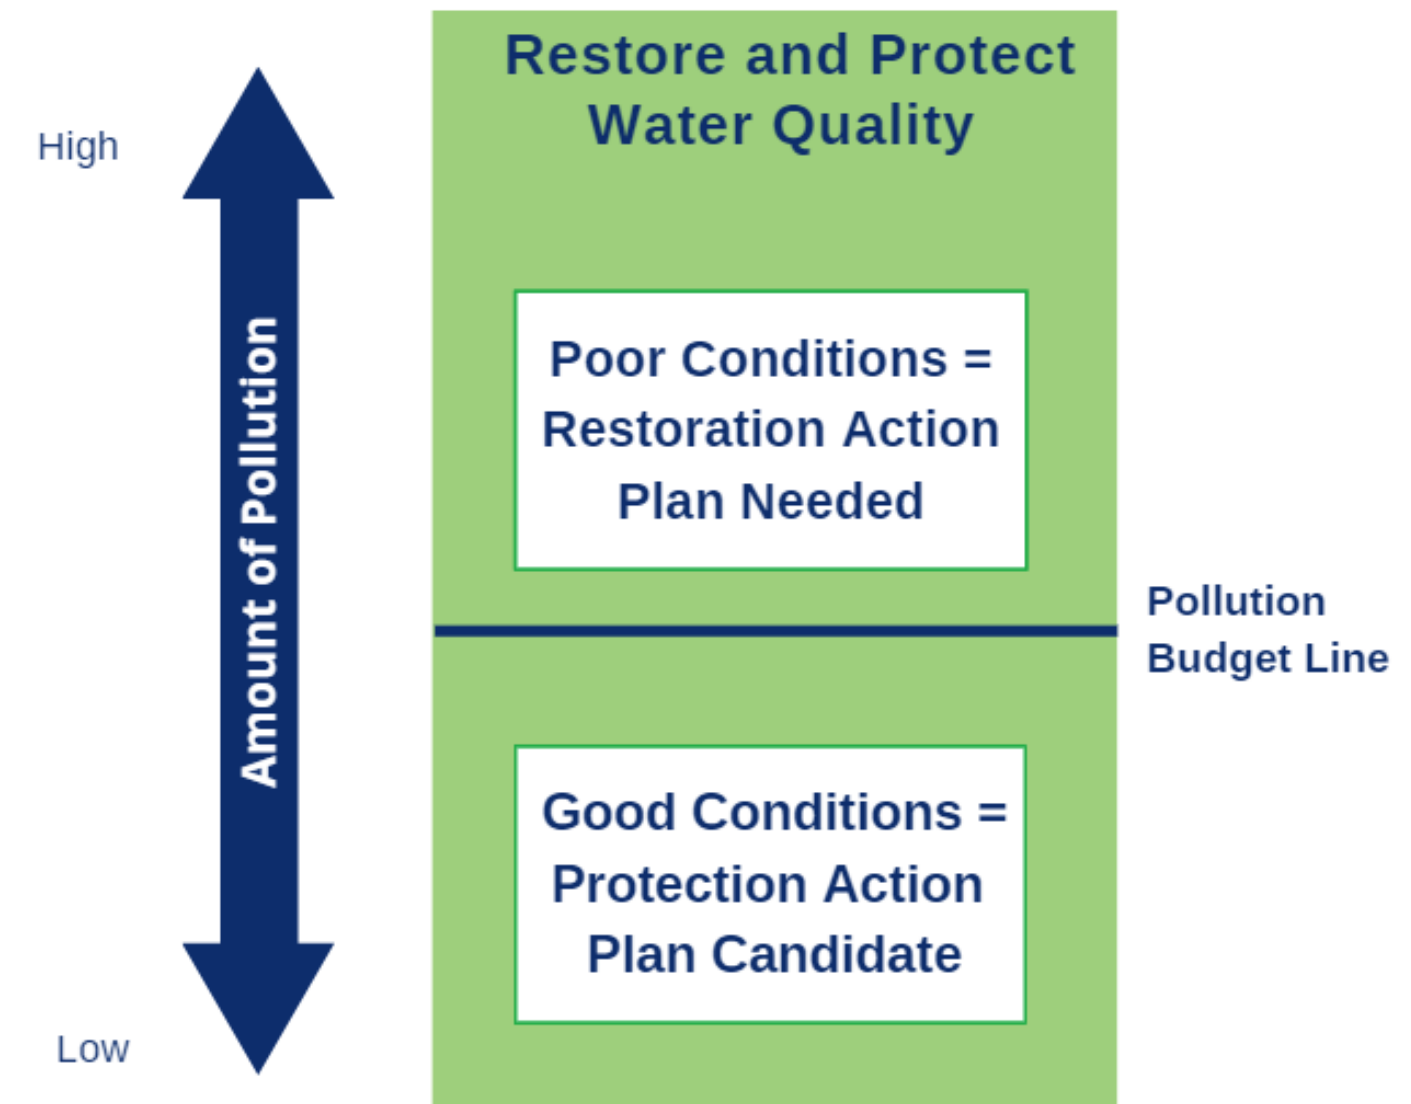 Restore and Protect
Water Quality
High
Amount of Pollution
Poor Conditions =
Restoration Action
Plan Needed
Pollution
Budget Line
Good Conditions =
Protection Action
Plan Candidate
Low